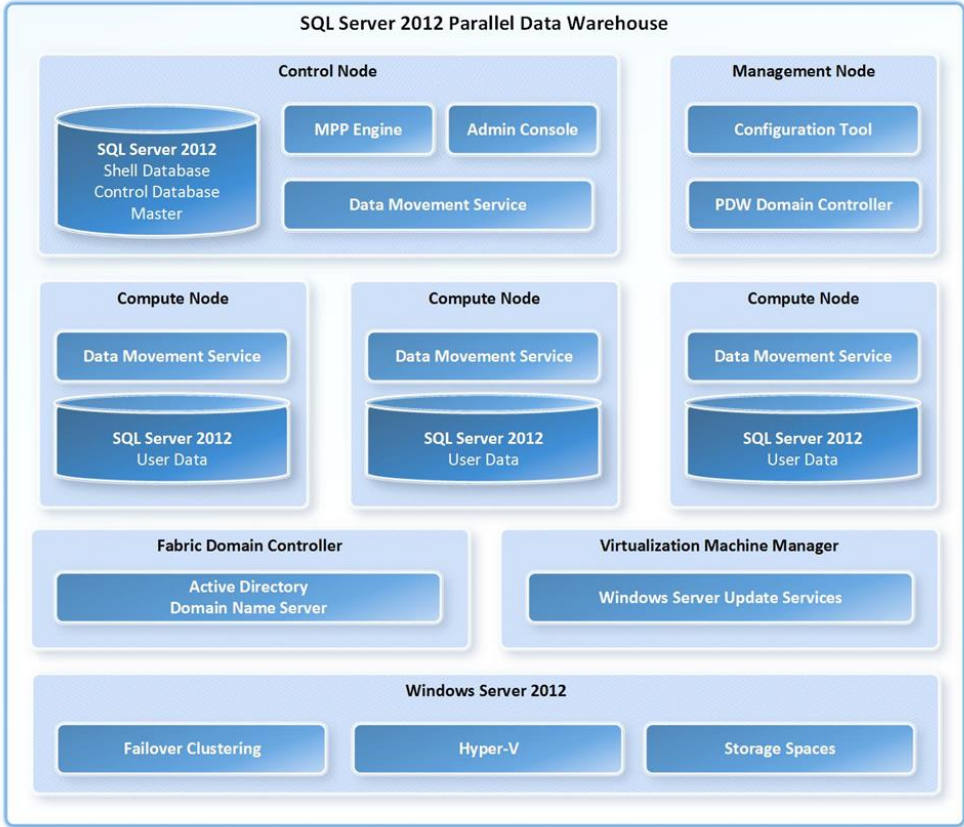 SQL Server 2012 Parallel Data Warehouse
Control Node
SQL Server 2012
Shell Database
Control Database
Master
MPP Engine
Admin Console
Data Movement Service
Management Node
Configuration Tool
PDW Domain Controller
Compute Node
Data Movement Service
SQL Server 2012
User Data
Compute Node
Data Movement Service
SQL Server 2012
User Data
Compute Node
Data Movement Service
SQL Server 2012
User Data
Fabric Domain Controller
Active Directory
Domain Name Server
Virtualization Machine Manager
Windows Server Update Services
Windows Server 2012
Failover Clustering
Hyper-V
Storage Spaces